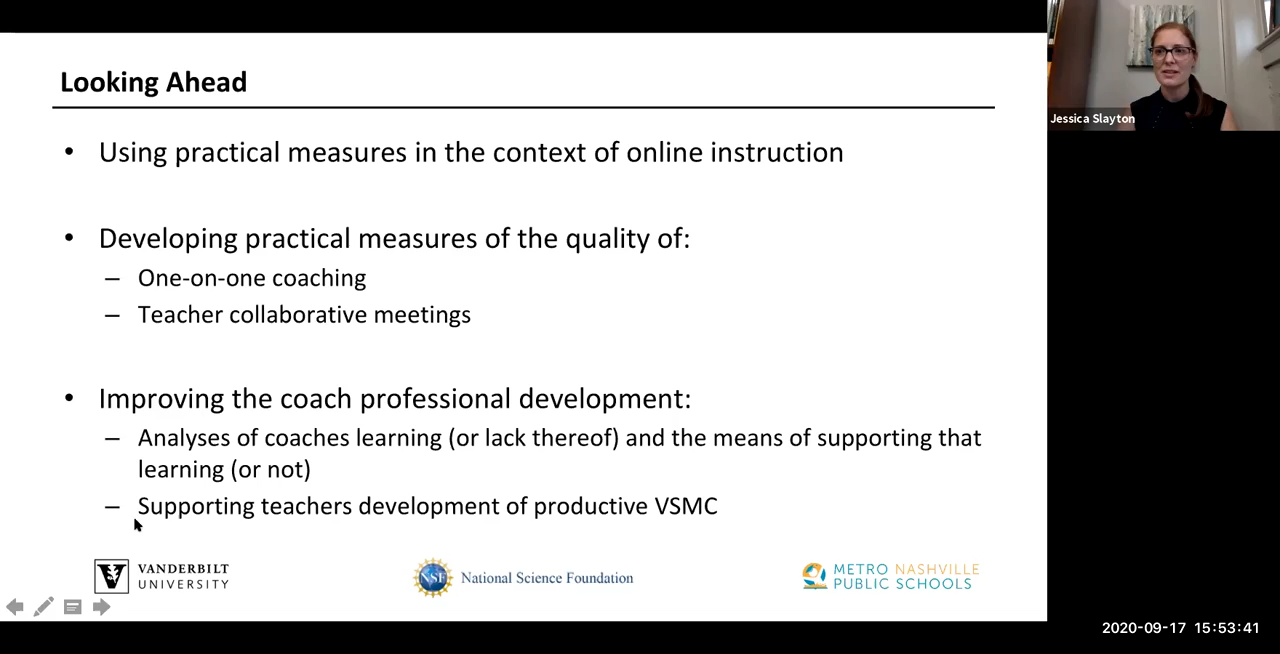 Looking Ahead
• Using practical measures in the context of online instruction
• Developing practical measures of the quality of:
– One-on-one coaching
– Teacher collaborative meetings
• Improving the coach professional development:
– Analyses of coaches learning (or lack thereof) and the means of supporting that
learning (or not)
– Supporting teachers development of productive VSMC
VANDERBILT
UNIVERSITY
NSF
National Science Foundation
METRO NASHVILLE
PUBLIC SCHOOLS
Jessica Slayton
2020-09-17 15:53:41